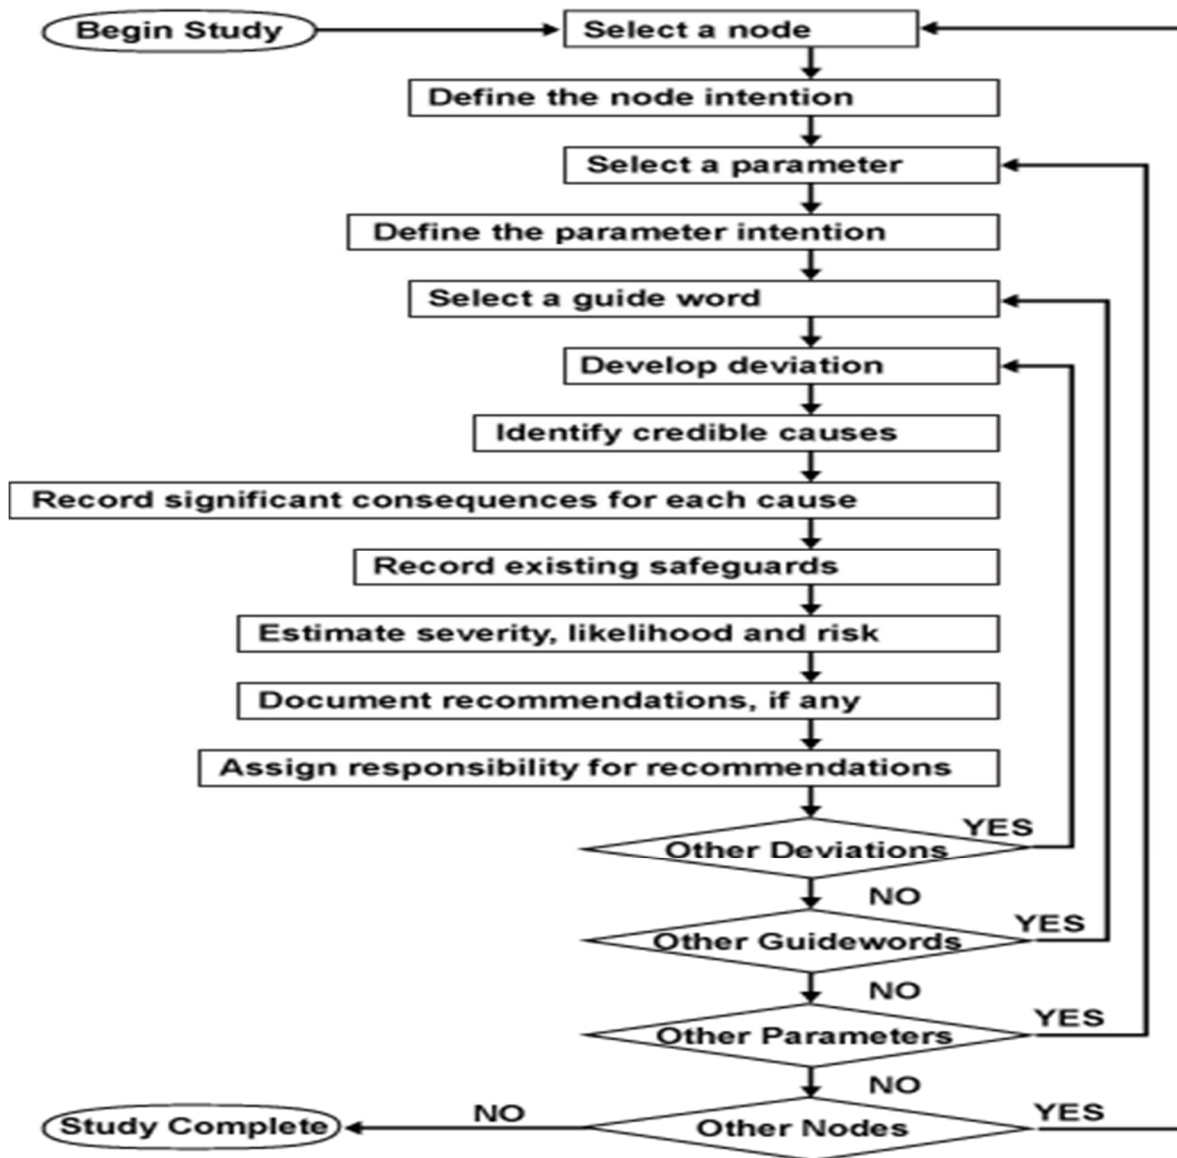 Begin Study
Select a node
Define the node intention
Select a parameter
Define the parameter intention
Select a guide word
Develop deviation
Identify credible causes
Record significant consequences for each cause
Record existing safeguards
Estimate severity, likelihood and risk
Document recommendations, if any
Assign responsibility for recommendations
YES
Other Deviations
NO
YES
Other Guidewords
NO
YES
Other Parameters
NO
YES
Other Nodes
NO
Study Complete